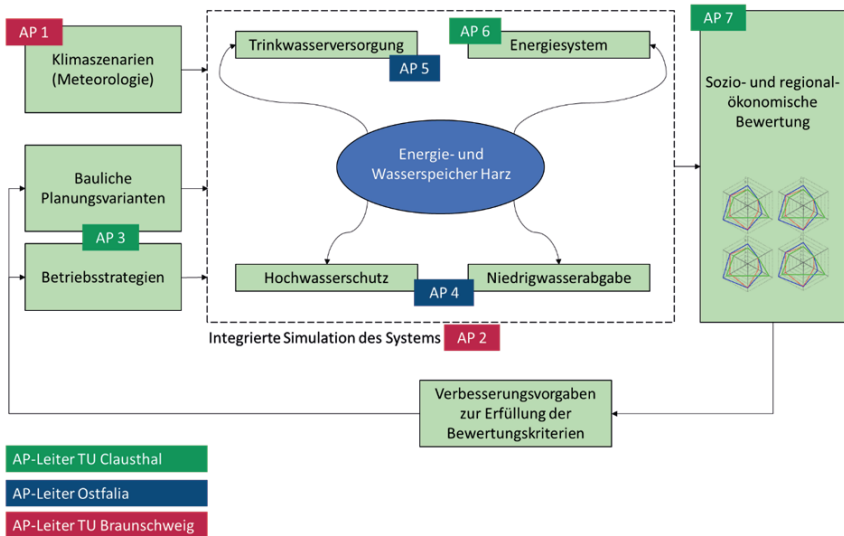 AP 1
Klimaszenarien
(Meteorologie)
Trinkwasserversorgung
AP 5
AP 6
Energiesystem
AP 7
Sozio- und regional-
ökonomische
Bewertung
Energie- und
Wasserspeicher Harz
Bauliche
Planungsvarianten
AP 3
Betriebsstrategien
Hochwasserschutz
AP 4
Niedrigwasserabgabe
Integrierte Simulation des Systems
AP 2
Verbesserungsvorgaben
zur Erfüllung der
Bewertungskriterien
AP-Leiter TU Clausthal
AP-Leiter Ostfalia
AP-Leiter TU Braunschweig